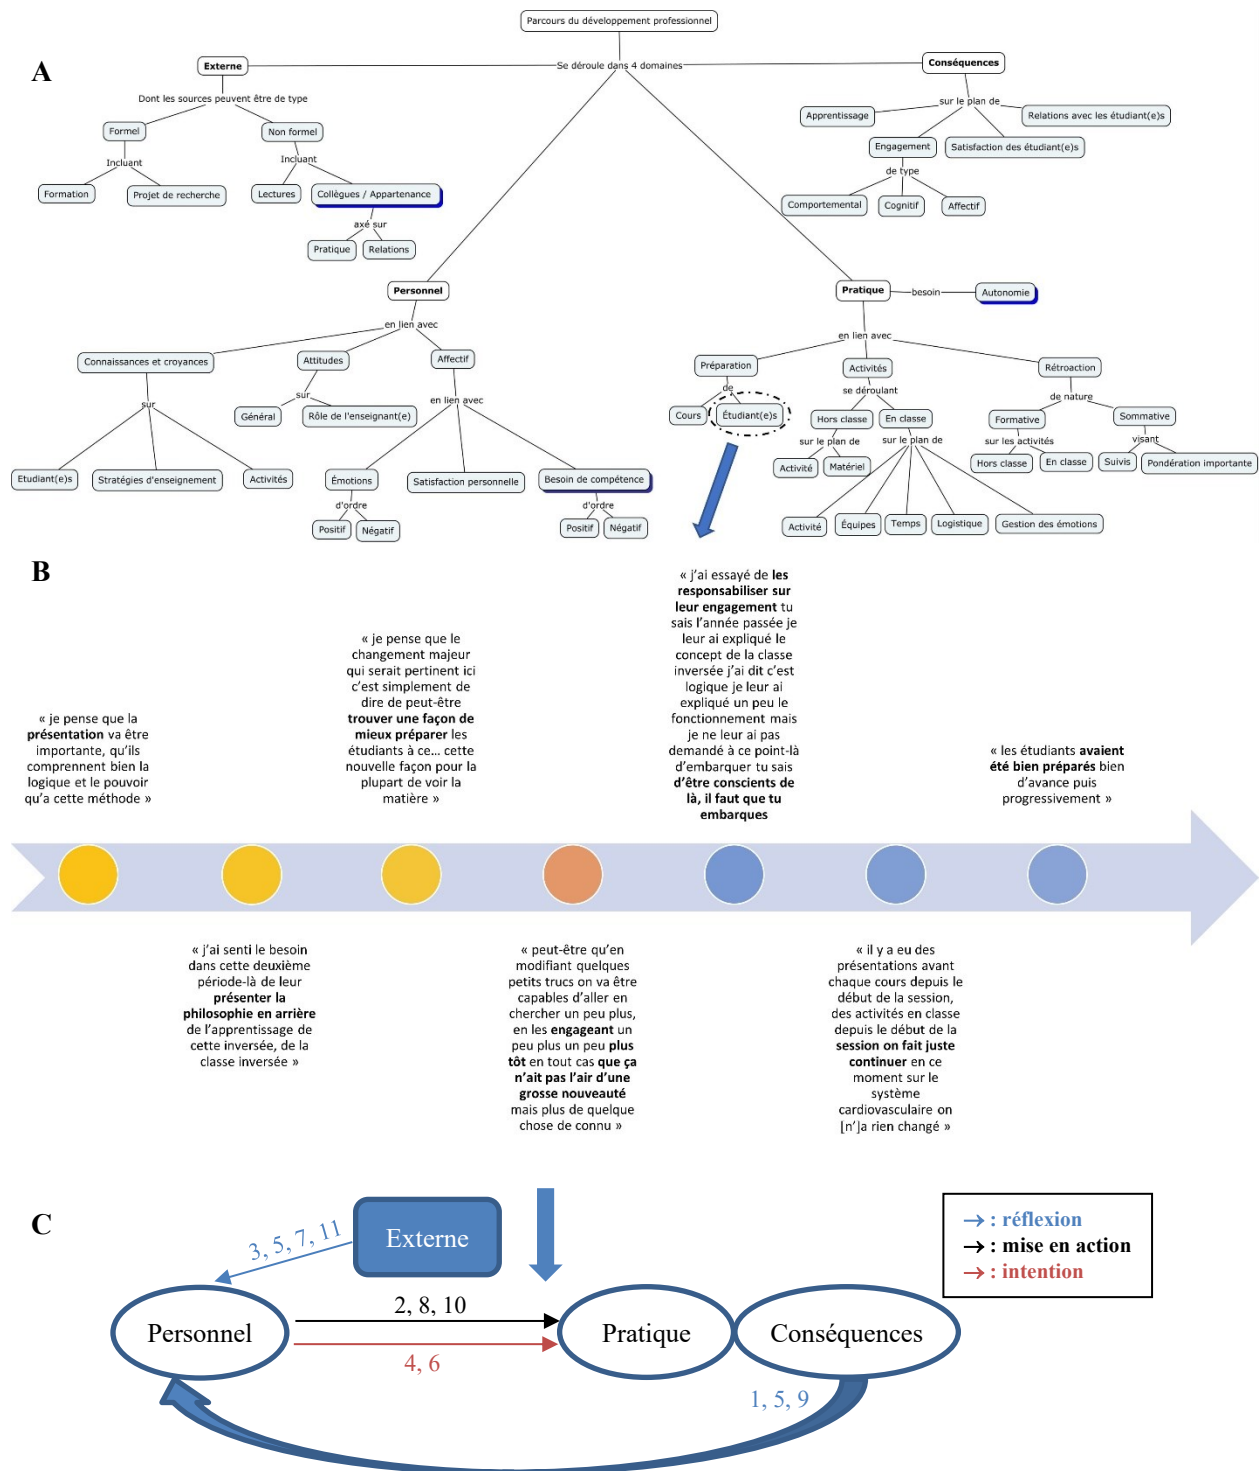 Parcours du développement professionnel
A
Externe
Se déroule dans 4 domaines
Conséquences
Dont les sources peuvent être de type
sur le plan de
Apprentissage
Relations avec les étudiant(e)s
Formel
Non formel
Engagement
Satisfaction des étudiant(e)s
Incluant
Incluant
de type
Formation
Projet de recherche
Lectures
Collègues / Appartenance
Comportemental
Cognitif
Affectif
axé sur
Pratique
Relations
Personnel
Pratique
besoin
Autonomie
en lien avec
en lien avec
Connaissances et croyances
Attitudes
Affectif
Préparation
Activités
Rétroaction
sur
sur
en lien avec
de
se déroulant
de nature
Général
Rôle de l'enseignant(e)
Cours
Étudiant(e)s
Hors classe
En classe
Formative
Sommative
sur le plan de
sur le plan de
sur les activités
visant
Activité
Matériel
Hors classe
En classe
Suivis
Pondération importante
Etudiant(e)s
Stratégies d'enseignement
Activités
Émotions
Satisfaction personnelle
Besoin de compétence
d'ordre
d'ordre
Positif
Négatif
Positif
Négatif
Activité
Équipes
Temps
Logistique
Gestion des émotions
B
« je pense que la
présentation va être
importante, qu'ils
comprennent bien la
logique et le pouvoir
qu'a cette méthode »
« je pense que le
changement majeur
qui serait pertinent ici
c'est simplement de
dire de peut-être
trouver une façon de
mieux préparer les
étudiants à ce… cette
nouvelle façon pour la
plupart de voir la
matière »
« j'ai essayé de les
responsabiliser sur
leur engagement tu
sais l'année passée je
leur ai expliqué le
concept de la classe
inversée j'ai dit c'est
logique je leur ai
expliqué un peu le
fonctionnement mais
je ne leur ai pas
demandé à ce point-là
d'embarquer tu sais
d'être conscients de
là, il faut que tu
embarques
« les étudiants avaient
été bien préparés bien
d'avance puis
progressivement »
« j'ai senti le besoin
dans cette deuxième
période-là de leur
présenter la
philosophie en arrière
de l'apprentissage de
cette inversée, de la
classe inversée »
« peut-être qu'en
modifiant quelques
petits trucs on va être
capables d'aller en
chercher un peu plus,
en les engageant un
peu plus un peu plus
tôt en tout cas que ça
n'ait pas l'air d'une
grosse nouveauté
mais plus de quelque
chose de connu »
« il y a eu des
présentations avant
chaque cours depuis le
début de la session,
des activités en classe
depuis le début de la
session on fait juste
continuer en ce
moment sur le
système
cardiovasculaire on
[n']a rien changé »
C
3, 5, 7, 11
Externe
→ : réflexion
→ : mise en action
→ : intention
Personnel
2, 8, 10
4, 6
Pratique
Conséquences
1, 5, 9